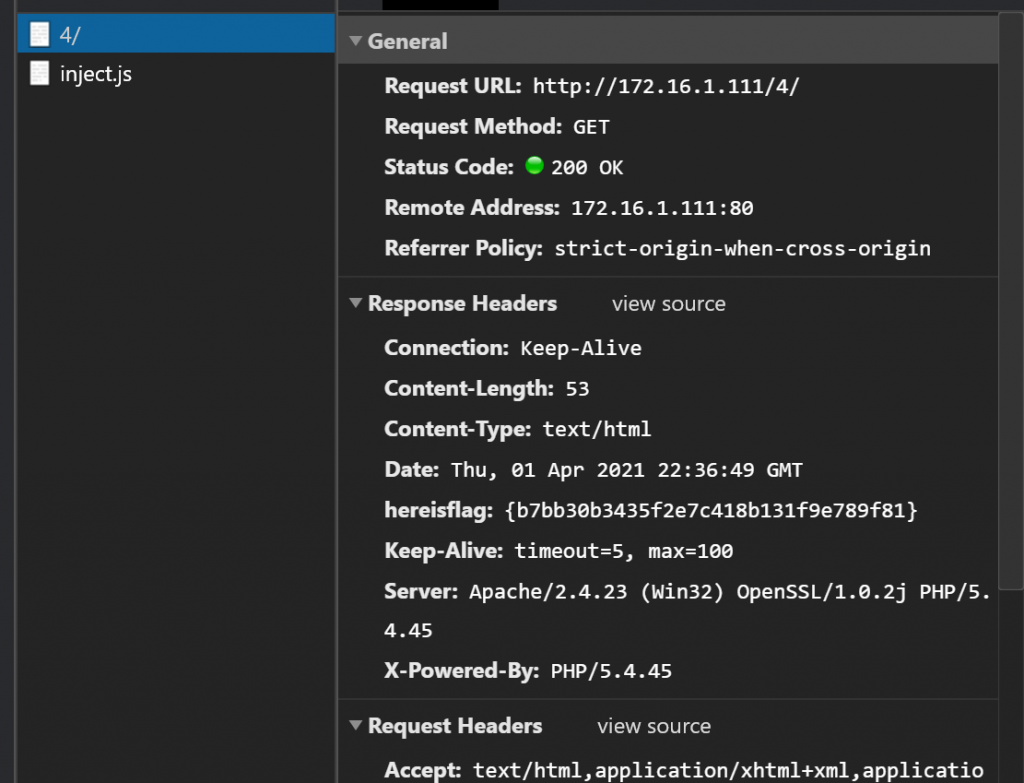 4/
inject.js
General
Request URL: http://172.16.1.111/4/
Request Method: GET
Status Code: 200 OK
Remote Address: 172.16.1.111:80
Referrer Policy: strict-origin-when-cross-origin
Response Headers view source
Connection: Keep-Alive
Content-Length: 53
Content-Type: text/html
Date: Thu, 01 Apr 2021 22:36:49 GMT
hereisflag: {b7bb30b3435f2e7c418b131f9e789f81}
Keep-Alive: timeout=5, max=100
Server: Apache/2.4.23 (Win32) OpenSSL/1.0.2j PHP/5.
4.45
X-Powered-By: PHP/5.4.45
Request Headers view source
Accept: text/html,application/xhtml+xml,applicatio